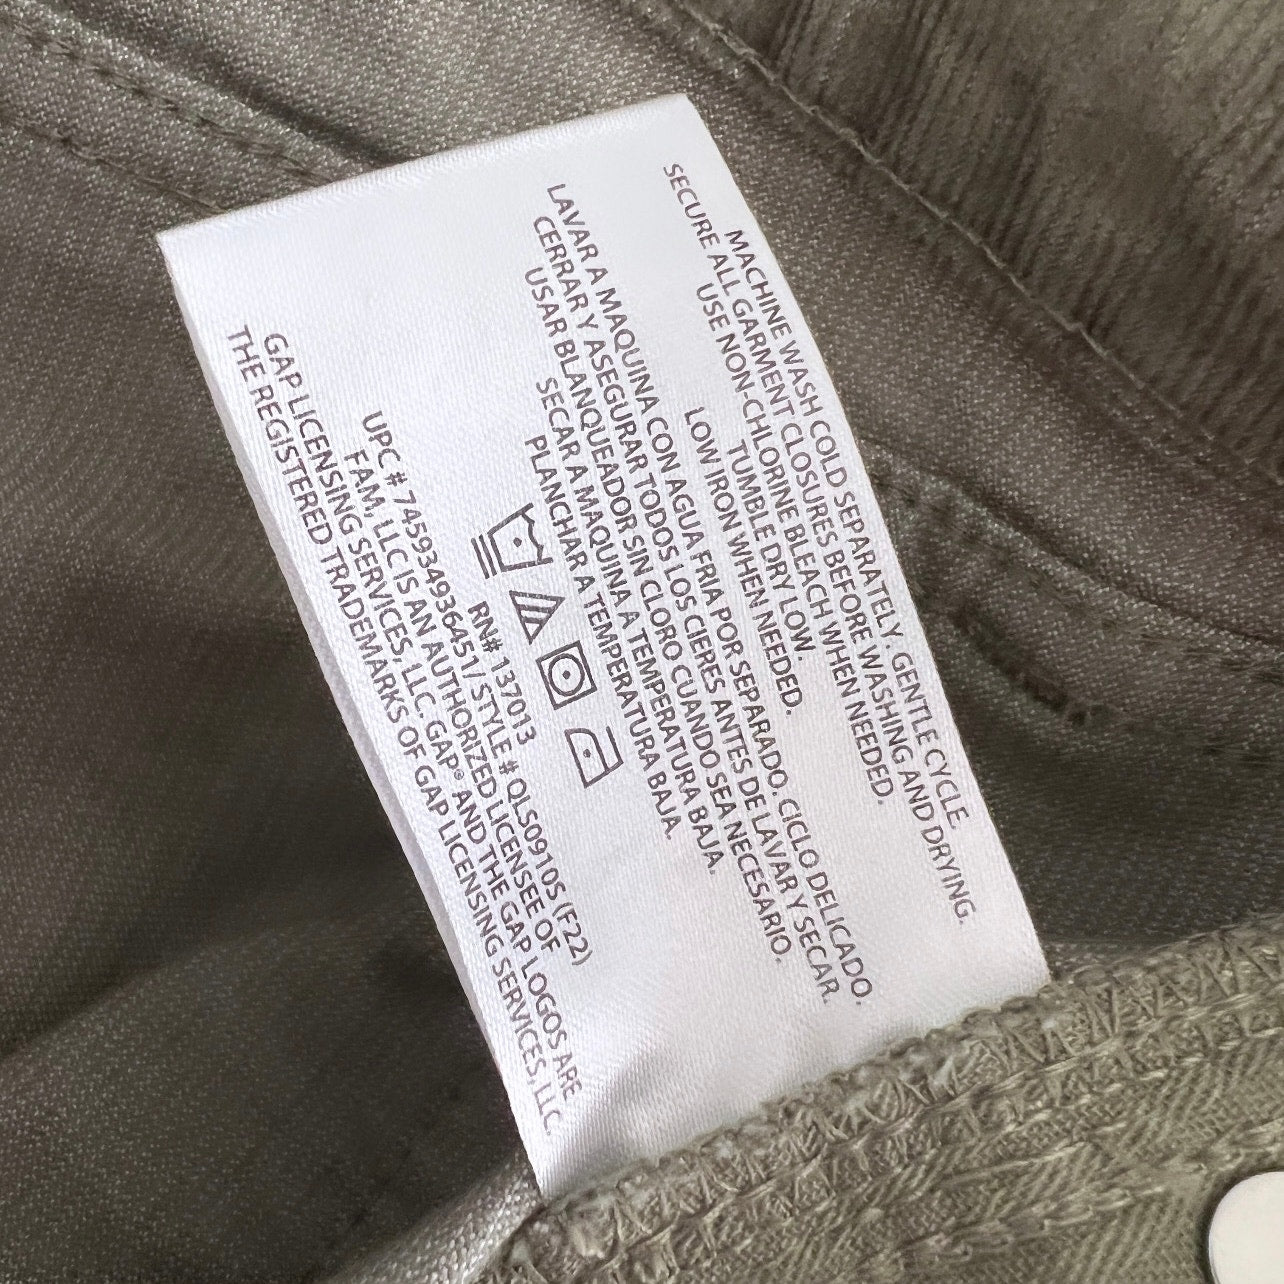 MACHINE WASH COLD SEPARATELY. GENTLE CYCLE.
SECURE ALL GARMENT CLOSURES BEFORE WASHING AND DRYING.
USE NON-CHLORINE BLEACH WHEN NEEDED.
TUMBLE DRY LOW.
LOW IRON WHEN NEEDED.
LAVAR A MAQUINA CON AGUA FRIA POR SEPARADO. CICLO DELICADO.
CERRAR Y ASEGURAR TODOS LOS CIERES ANTES DE LAVAR Y SECAR.
USAR BLANQUEADOR SIN CLORO CUANDO SEA NECESARIO.
SECAR A MAQUINA A TEMPERATURA BAJA.
PLANCHAR A TEMPERATURA BAJA.
RN# 137013
UPC # 745934936451/ STYLE # QLS0910S (F22)
FAM, LLC IS AN AUTHORIZED LICENSEE OF
GAP LICENSING SERVICES, LLC. GAP® AND THE GAP LOGOS ARE
THE REGISTERED TRADEMARKS OF GAP LICENSING SERVICES, LLC.